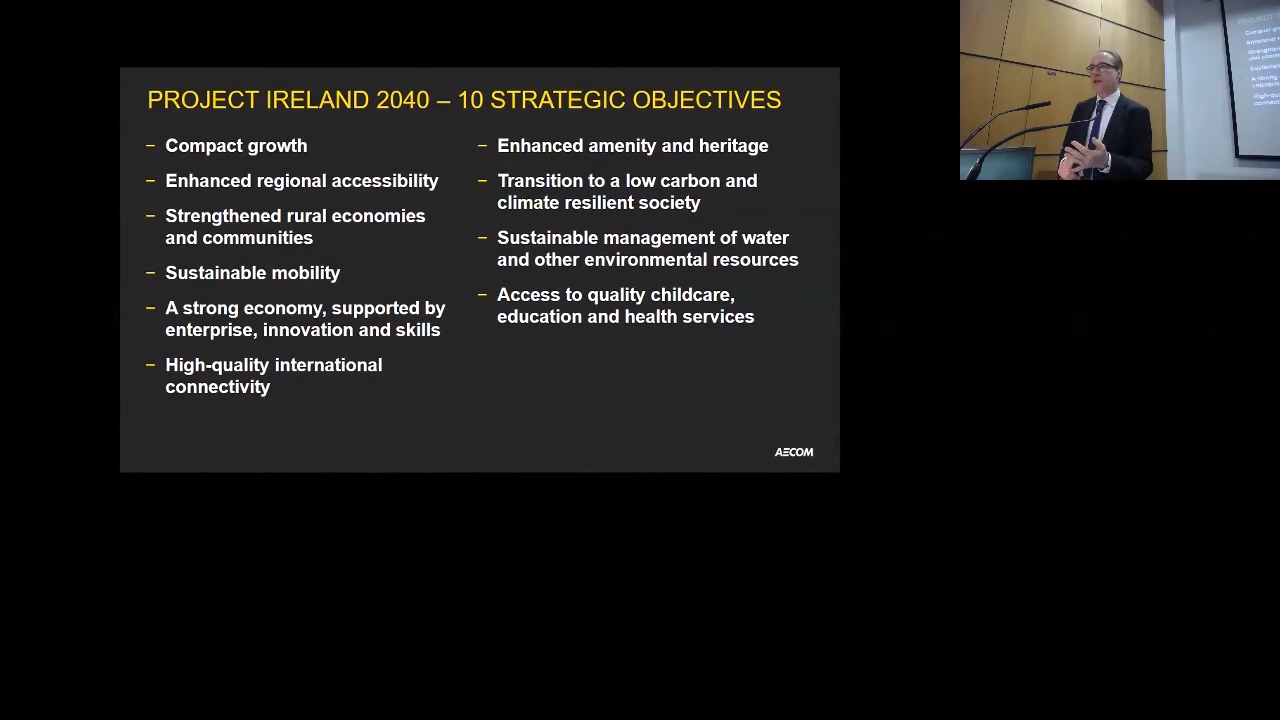 PROJECT IRELAND 2040 – 10 STRATEGIC OBJECTIVES
– Compact growth
– Enhanced regional accessibility
– Strengthened rural economies
and communities
– Sustainable mobility
– A strong economy, supported by
enterprise, innovation and skills
– High-quality international
connectivity
– Enhanced amenity and heritage
– Transition to a low carbon and
climate resilient society
– Sustainable management of water
and other environmental resources
– Access to quality childcare,
education and health services
AECOM
PROJECT
Compact